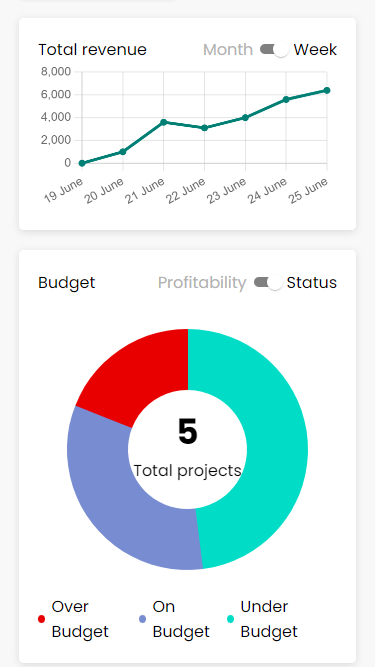 Total revenue Month Week
8,000
6,000
4,000
2,000
0
19 June 20 June 21 June 22 June 23 June 24 June 25 June
Budget Profitability Status
5
Total projects
Over On Under
Budget Budget Budget